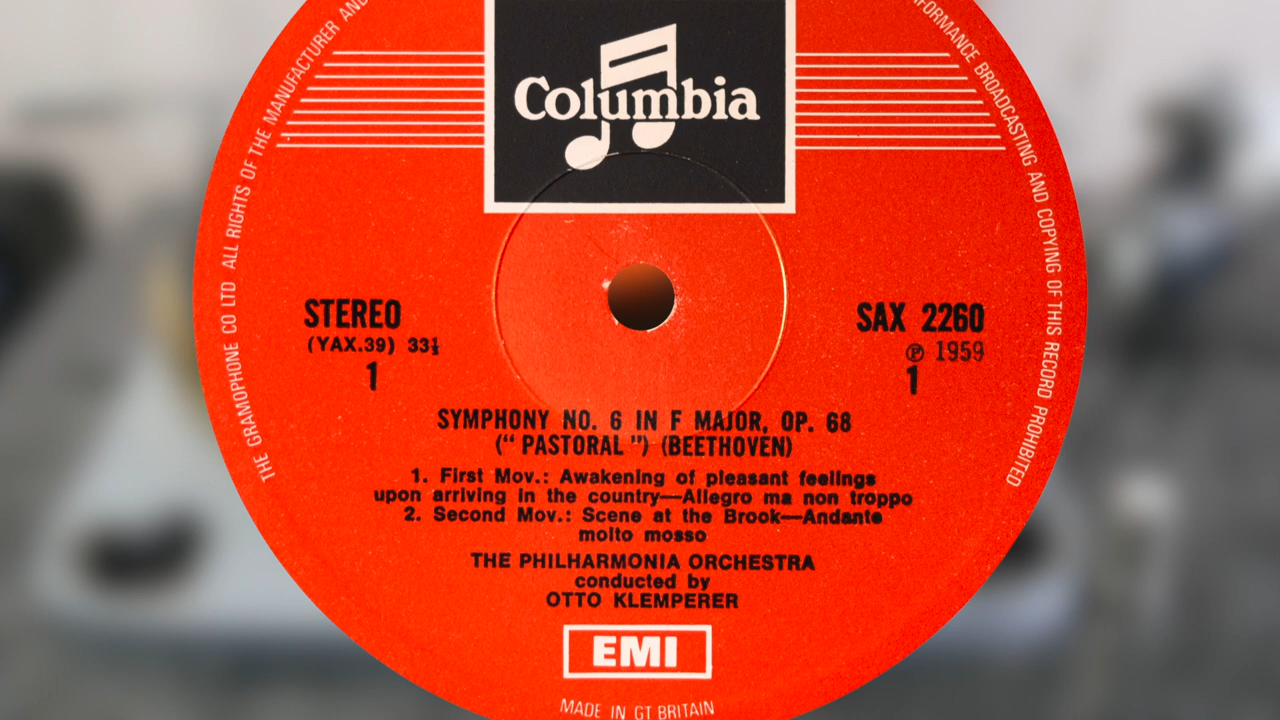 Columbia
THE GRAMOPHONE CO LTD ALL RIGHTS OF THE MANUFACTURER AND
BROADCASTING AND COPYING OF THIS RECORD PROHIBITED
STEREO
(YAX.39) 33⅓
1
SAX 2260
℗ 1959
1
SYMPHONY NO. 6 IN F MAJOR, OP. 68
(“ PASTORAL ”) (BEETHOVEN)
1. First Mov.: Awakening of pleasant feelings
upon arriving in the country—Allegro ma non troppo
2. Second Mov.: Scene at the Brook—Andante
molto mosso
THE PHILHARMONIA ORCHESTRA
conducted by
OTTO KLEMPERER
EMI
MADE IN GT BRITAIN